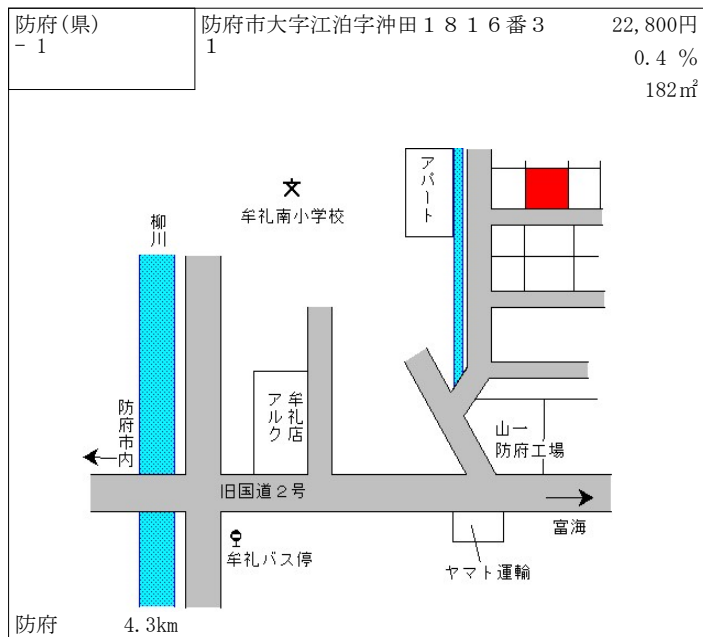 防府(県)
- 1
防府市大字江泊字沖田１８１６番３
１
22,800円
0.4 %
182㎡
アパート
牟礼南小学校
柳川
牟礼店
アルク
防府市内
山一
防府工場
旧国道２号
富海
牟礼バス停
ヤマト運輸
防府 4.3km